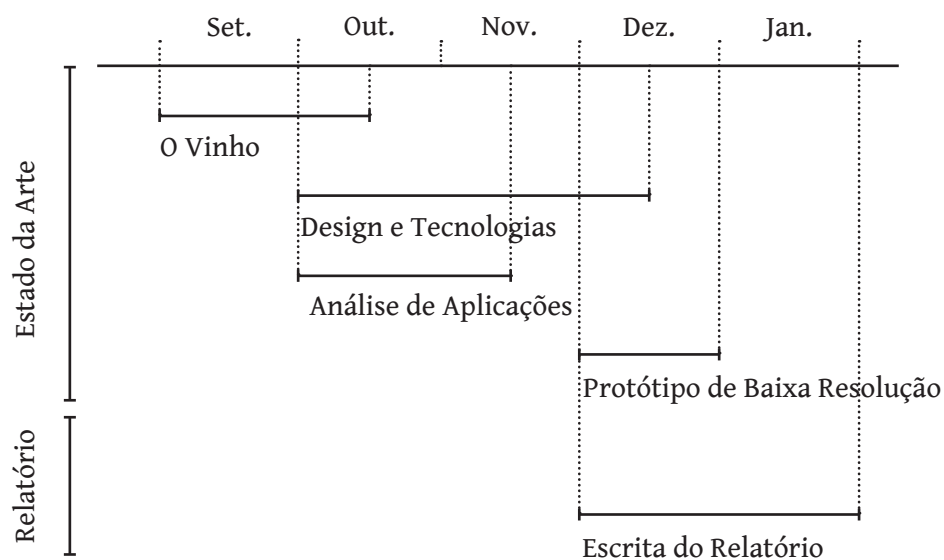 Set. Out. Nov. Dez. Jan.
Estado da Arte
O Vinho
Design e Tecnologias
Análise de Aplicações
Protótipo de Baixa Resolução
Relatório
Escrita do Relatório